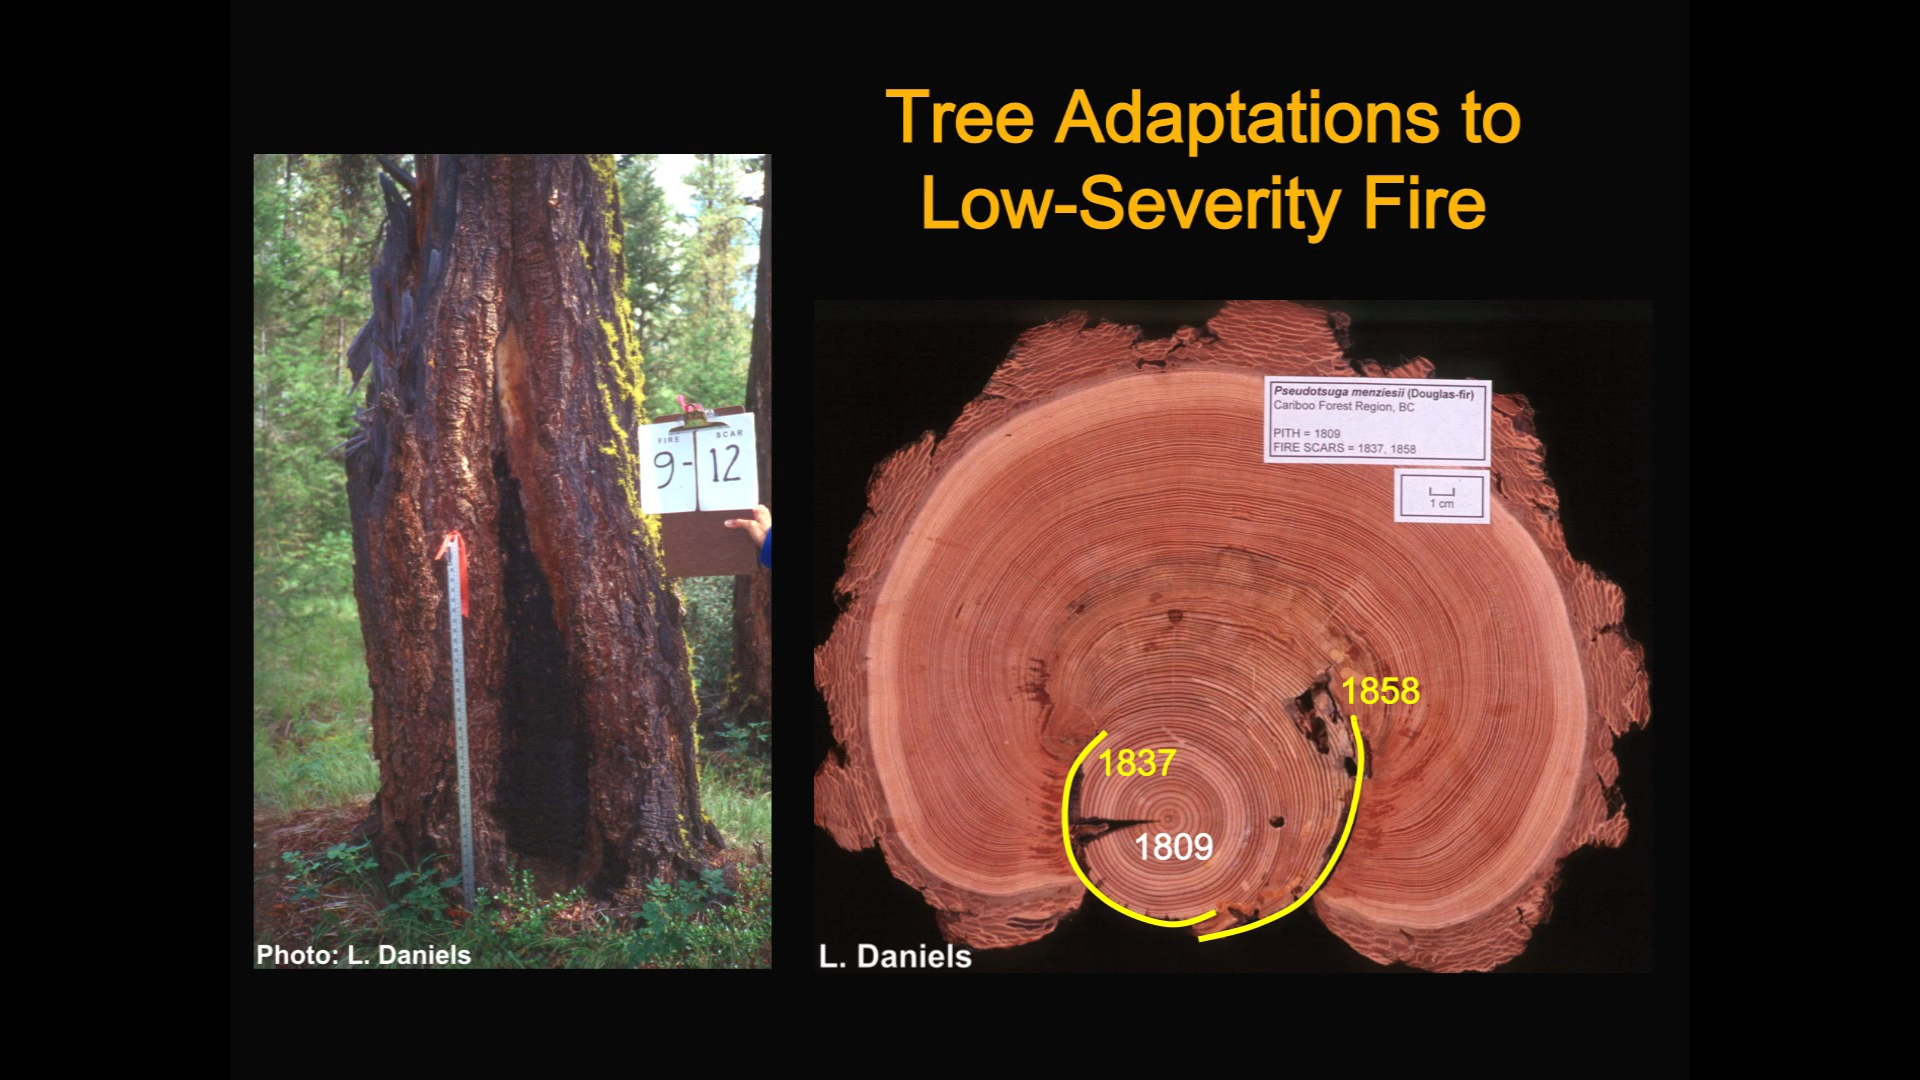 Tree Adaptations to
Low-Severity Fire
FIRE SCAR
9-12
Photo: L. Daniels
Pseudotsuga menziesii (Douglas-fir)
Cariboo Forest Region, BC
PITH = 1809
FIRE SCARS = 1837, 1858
1 cm
1858
1837
1809
L. Daniels